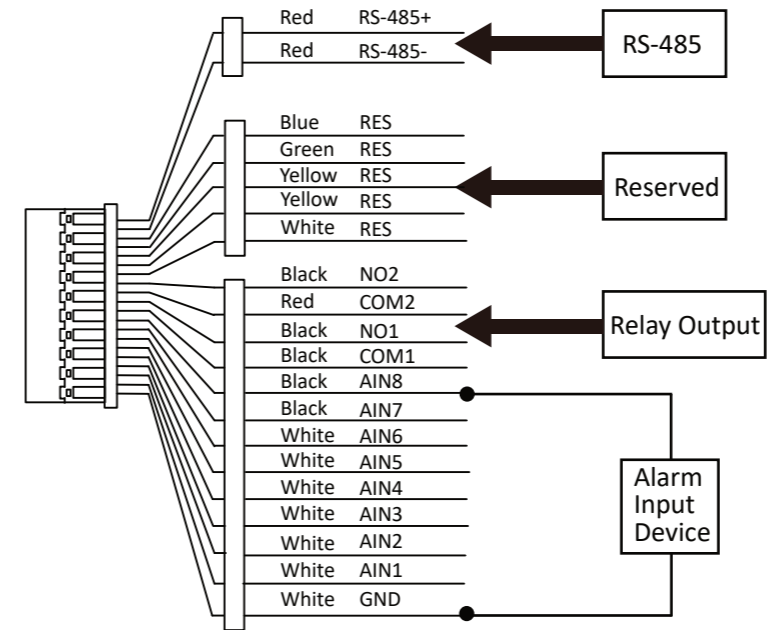 Red RS-485+
Red RS-485-
RS-485
Blue RES
Green RES
Yellow RES
Yellow RES
White RES
Reserved
Black NO2
Red COM2
Black NO1
Black COM1
Relay Output
Black AIN8
Black AIN7
White AIN6
White AIN5
White AIN4
White AIN3
White AIN2
White AIN1
White GND
Alarm
Input
Device